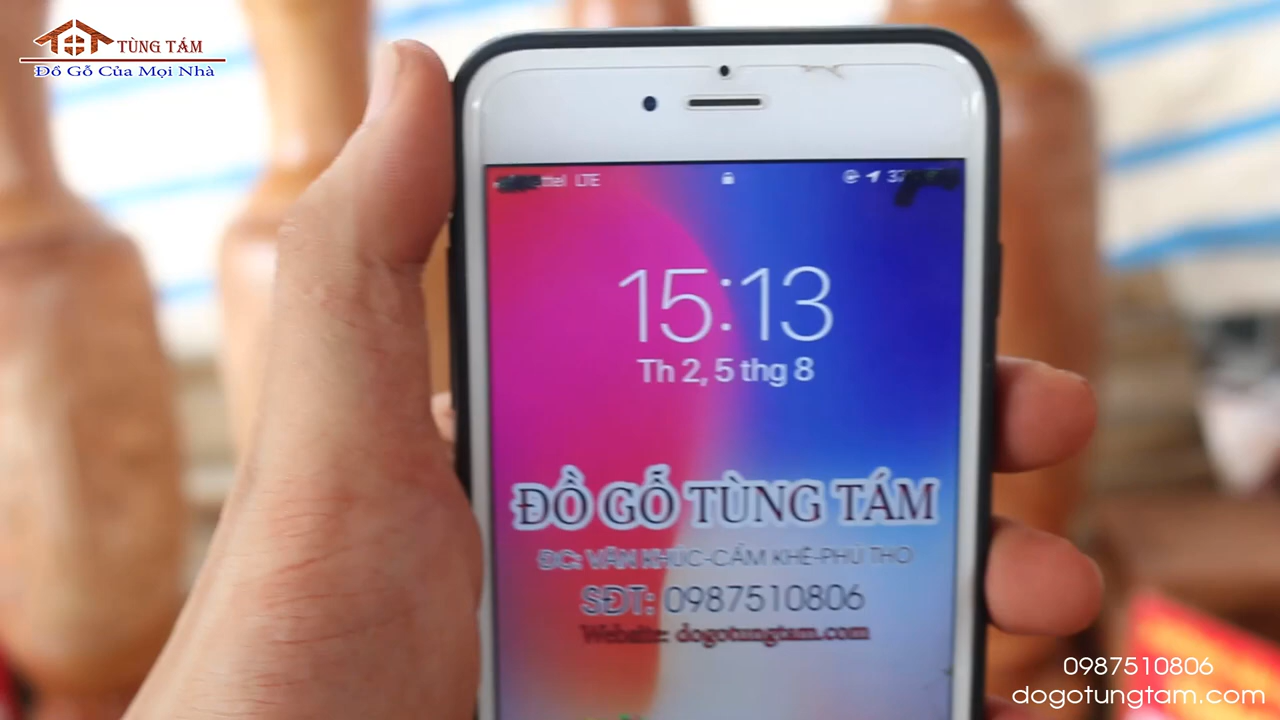 TÙNG TÁM
Đồ Gỗ Của Mọi Nhà
LTE
15:13
Th 2, 5 thg 8
ĐỒ GỖ TÙNG TÁM
ĐC: VĂN KHÚC-CẨM KHÊ-PHÚ THỌ
SĐT: 0987510806
Website: dogotungtam.com
0987510806
dogotungtam.com